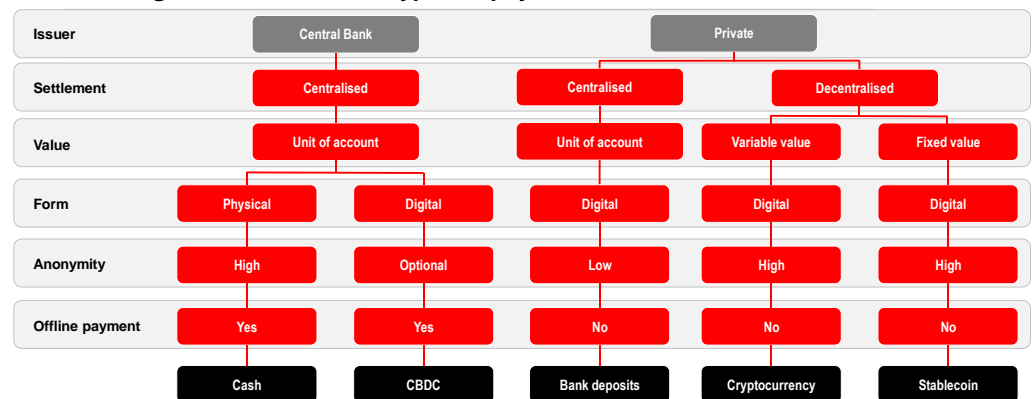 Issuer
Central Bank
Private
Settlement
Centralised
Centralised
Decentralised
Value
Unit of account
Unit of account
Variable value
Fixed value
Form
Physical
Digital
Digital
Digital
Digital
Anonymity
High
Optional
Low
High
High
Offline payment
Yes
Yes
No
No
No
Cash
CBDC
Bank deposits
Cryptocurrency
Stablecoin